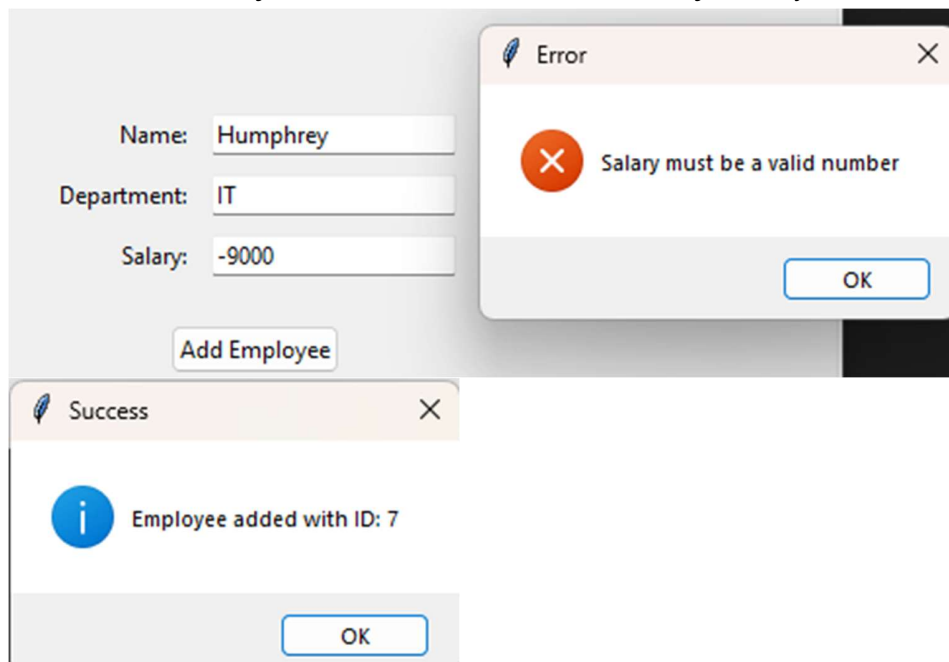 Error
Name: Humphrey
Salary must be a valid number
Department: IT
Salary: -9000
OK
Add Employee
Success
Employee added with ID: 7
OK